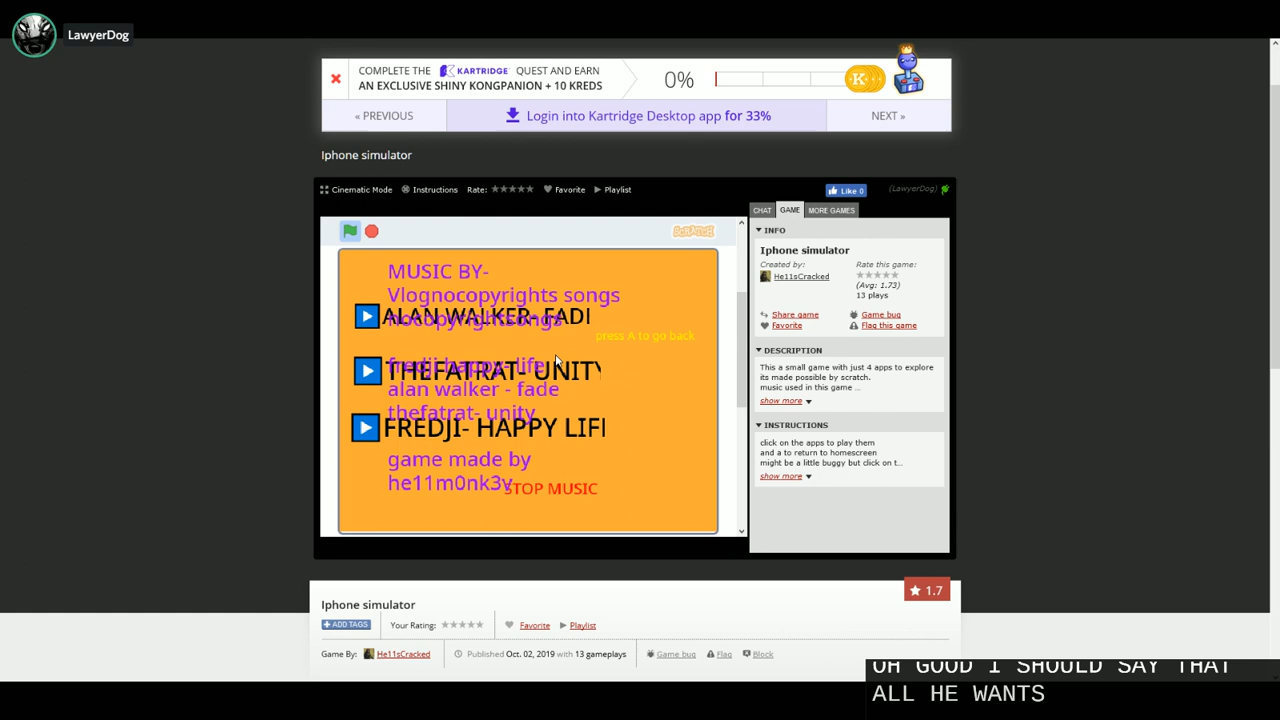 LawyerDog
COMPLETE THE KARTRIDGE QUEST AND EARN
AN EXCLUSIVE SHINY KONGPANION + 10 KREDS
0%
K
« PREVIOUS
Login into Kartridge Desktop app for 33%
NEXT »
Iphone simulator
Cinematic Mode
Instructions
Rate:
Favorite
Playlist
Like 0
(LawyerDog)
CHAT
GAME
MORE GAMES
SCRATCH
MUSIC BY-
Vlognocopyrights songs
nocopyrightsongs
ALAN WALKER- FADI
press A to go back
fredji happy- life
THEFATRAT- UNITY
alan walker - fade
thefatrat- unity
FREDJI- HAPPY LIFI
game made by
he11m0nk3y
STOP MUSIC
INFO
Iphone simulator
Created by:
He11sCracked
Rate this game:
(Avg: 1.73)
13 plays
Share game
Game bug
Favorite
Flag this game
DESCRIPTION
This a small game with just 4 apps to explore
its made possible by scratch.
music used in this game ..
show more
INSTRUCTIONS
click on the apps to play them
and a to return to homescreen
might be a little buggy but click on t...
show more
1.7
Iphone simulator
ADD TAGS
Your Rating:
Favorite
Playlist
Game By: He11sCracked
Published Oct. 02, 2019 with 13 gameplays
Game bug
Flag
Block
OH GOOD I SHOULD SAY THAT
ALL HE WANTS